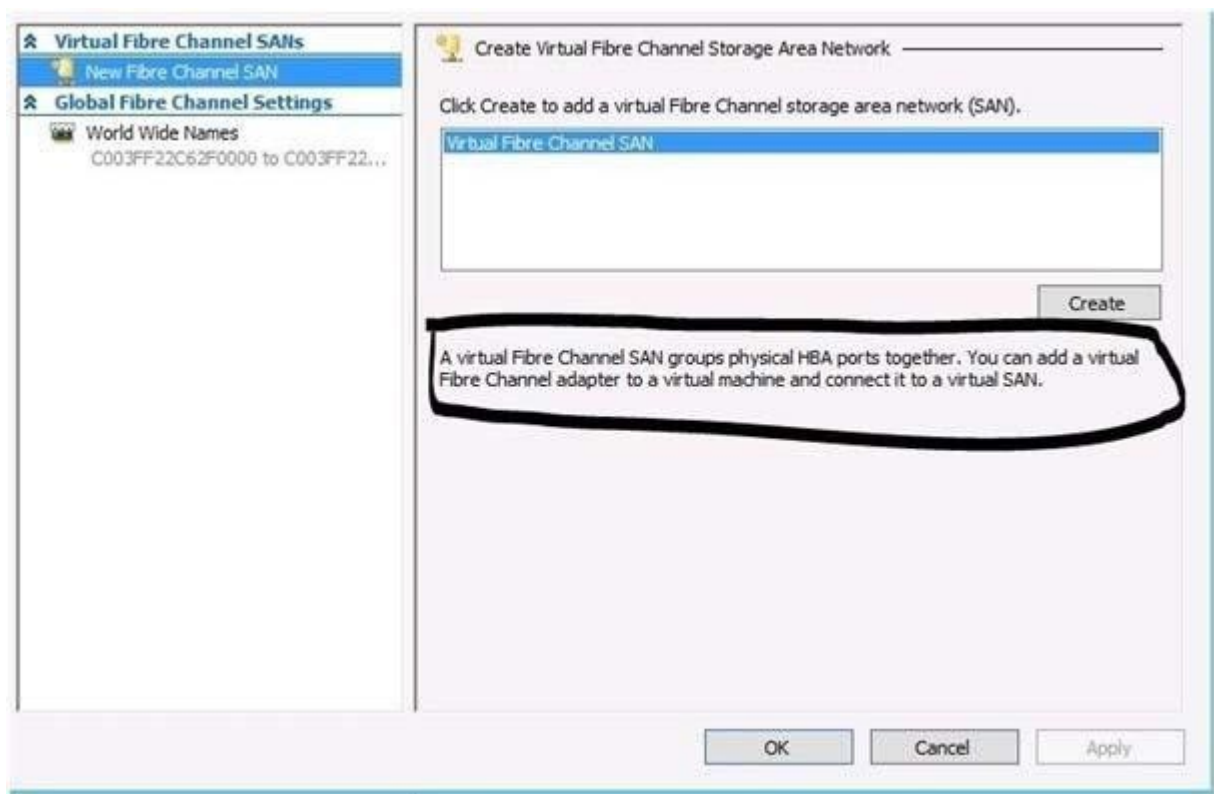 Virtual Fibre Channel SANs
New Fibre Channel SAN
Global Fibre Channel Settings
World Wide Names
C003FF22C62F0000 to C003FF22...
Create Virtual Fibre Channel Storage Area Network
Click Create to add a virtual Fibre Channel storage area network (SAN).
Virtual Fibre Channel SAN
Create
A virtual Fibre Channel SAN groups physical HBA ports together. You can add a virtual
Fibre Channel adapter to a virtual machine and connect it to a virtual SAN.
OK
Cancel
Apply